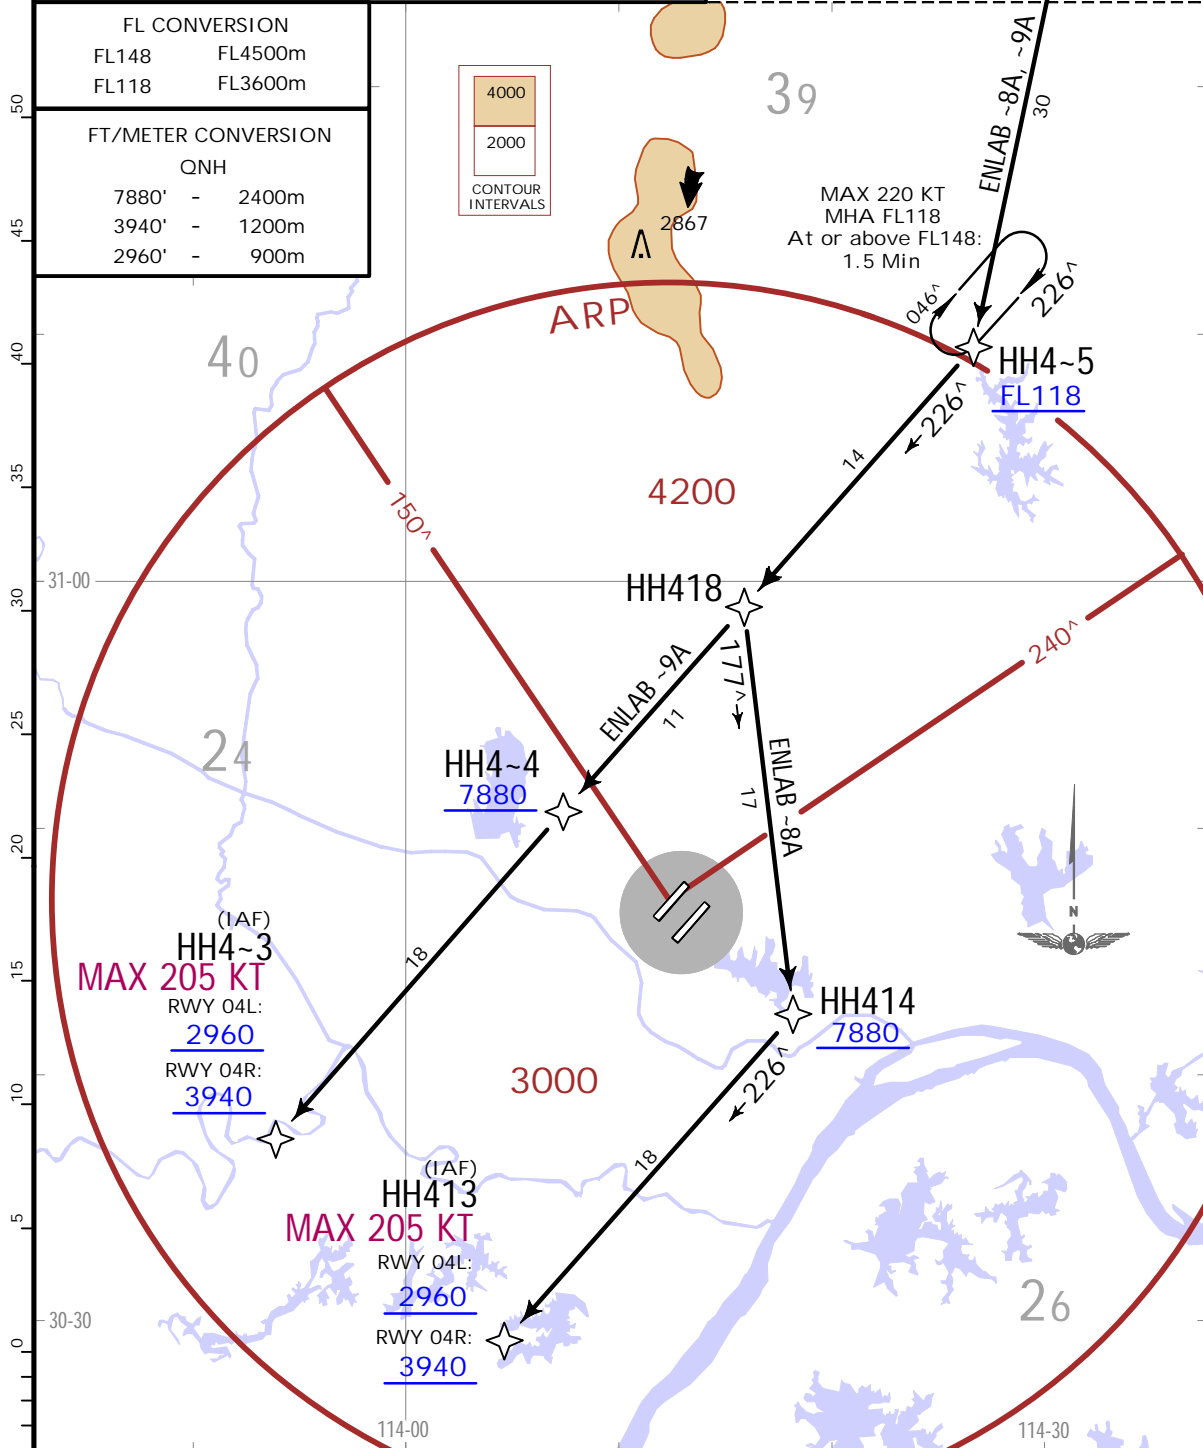 FL CONVERSION
FL148 FL4500m
FL118 FL3600m
FT/METER CONVERSION
QNH
7880' - 2400m
3940' - 1200m
2960' - 900m
4000
2000
CONTOUR
INTERVALS
39
ENLAB ~8A, ~9A
30
2867
MAX 220 KT
MHA FL118
At or above FL148:
1.5 Min
046^
226^
ARP
40
HH4~5
FL118
226^
14
4200
150^
31-00
HH418
240^
177^
ENLAB ~9A
11
24
ENLAB ~8A
17
HH4~4
7880
N
(IAF)
HH4~3
MAX 205 KT
RWY 04L:
2960
RWY 04R:
3940
18
HH414
7880
226^
3000
18
(IAF)
HH413
MAX 205 KT
RWY 04L:
2960
RWY 04R:
3940
26
30-30
114-00
114-30
50
45
40
35
30
25
20
15
10
5
0